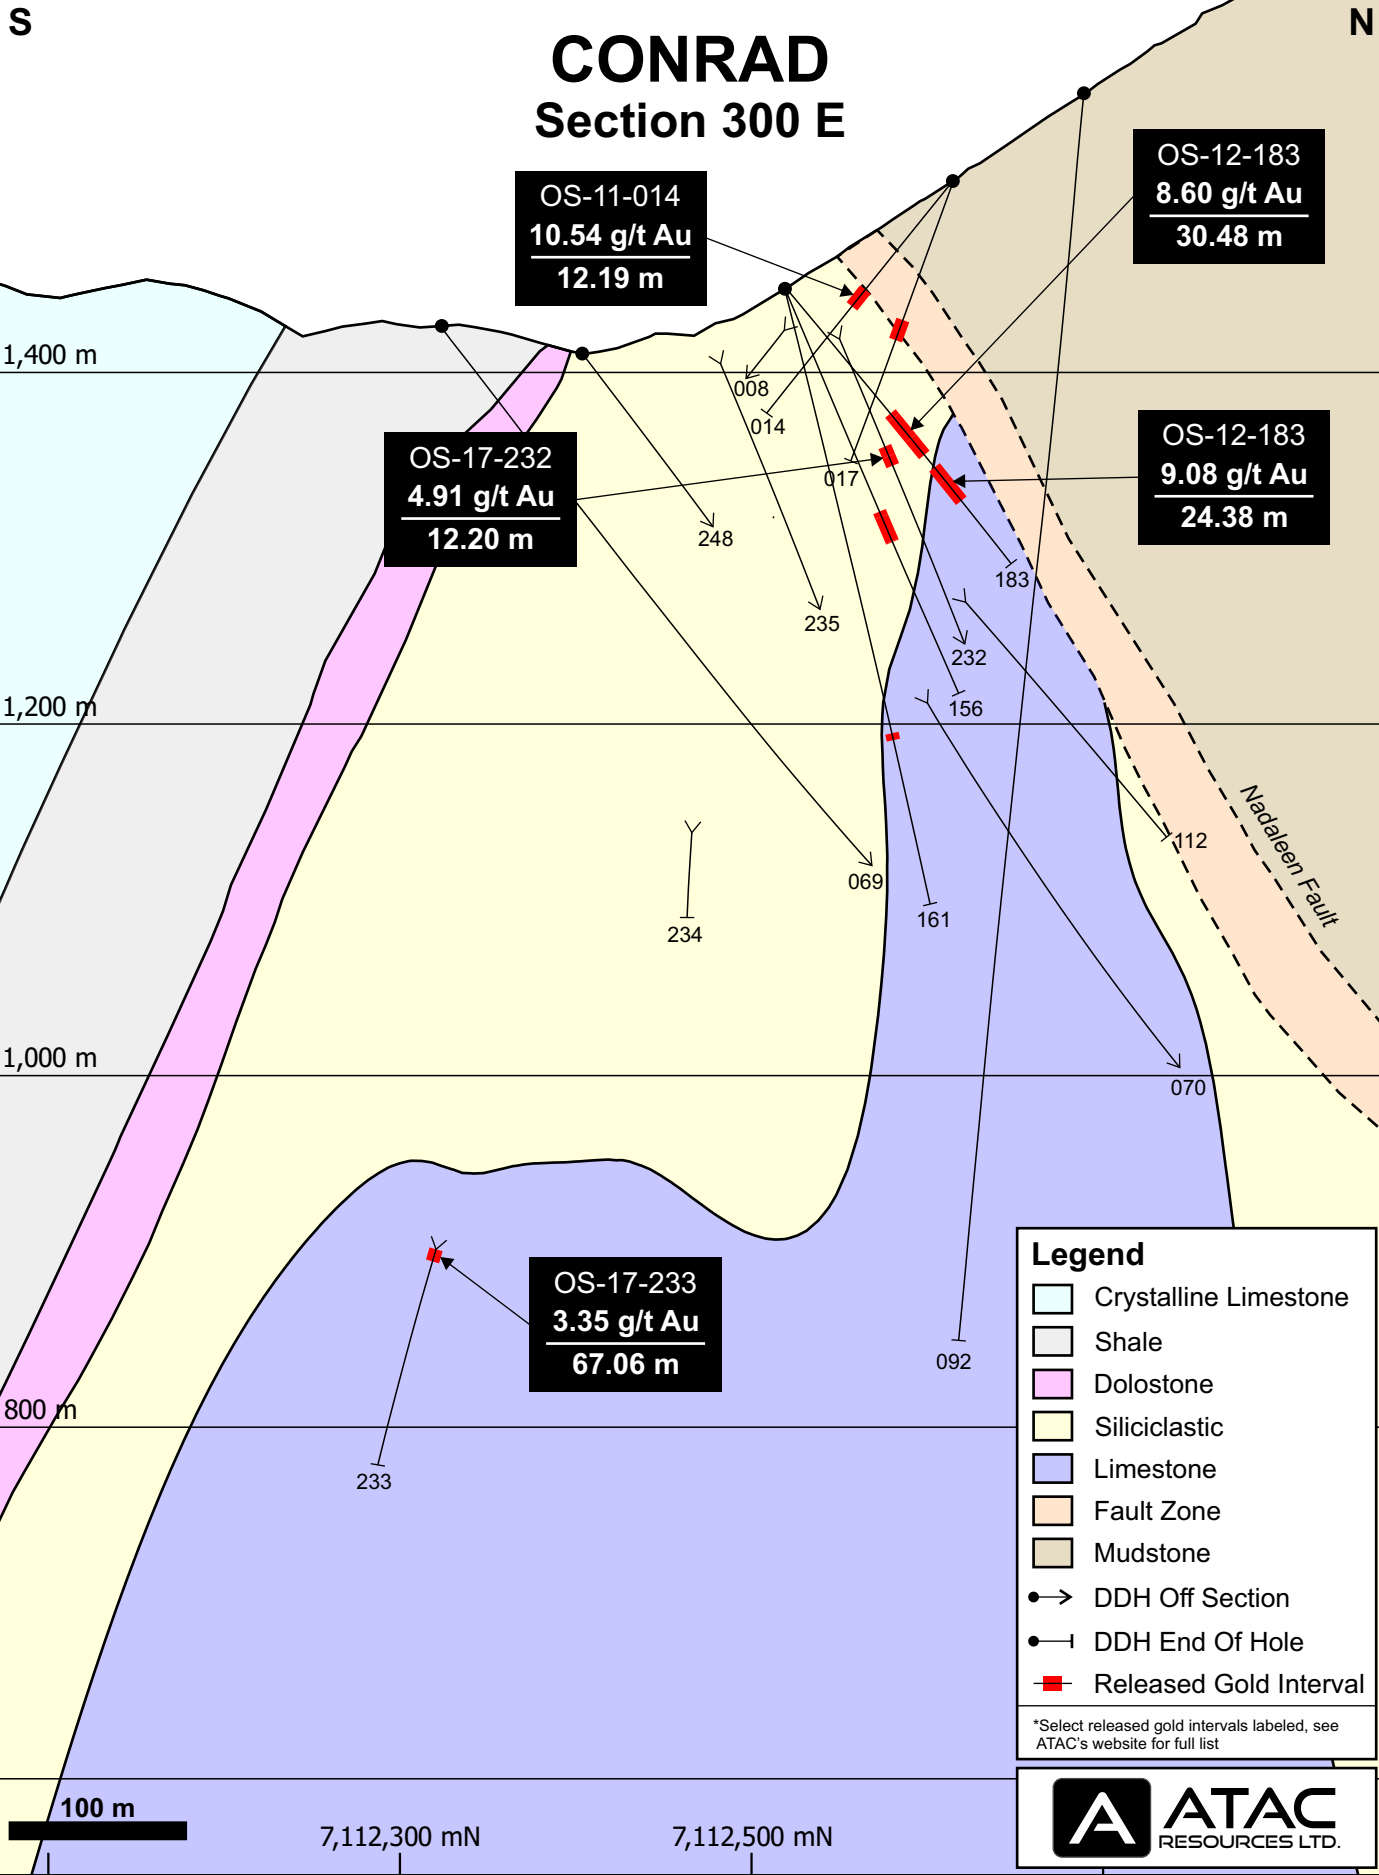 S
N
CONRAD
Section 300 E
OS-11-014
10.54 g/t Au
12.19 m
OS-12-183
8.60 g/t Au
30.48 m
1,400 m
008
014
017
OS-17-232
4.91 g/t Au
12.20 m
OS-12-183
9.08 g/t Au
24.38 m
248
183
235
232
156
1,200 m
Nadaleen Fault
112
069
161
234
1,000 m
070
OS-17-233
3.35 g/t Au
67.06 m
092
800 m
233
Legend
Crystalline Limestone
Shale
Dolostone
Siliciclastic
Limestone
Fault Zone
Mudstone
DDH Off Section
DDH End Of Hole
Released Gold Interval
*Select released gold intervals labeled, see
ATAC's website for full list
100 m
7,112,300 mN
7,112,500 mN
A ATAC
RESOURCES LTD.